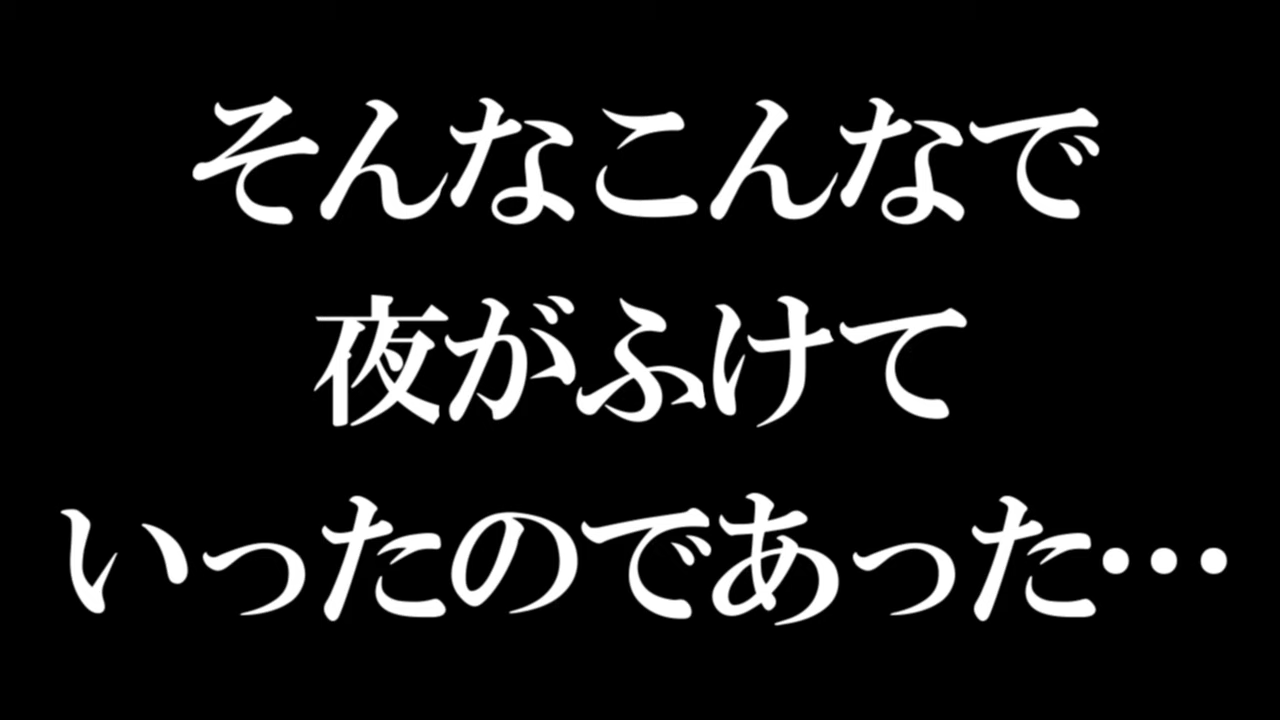 そんなこんなで
夜がふけて
いったのであった…